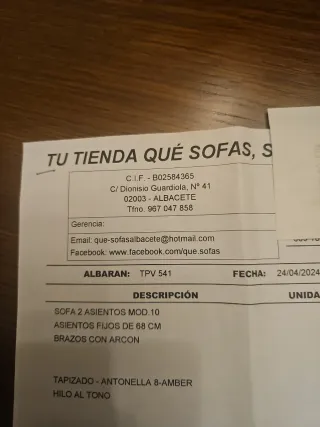 TU TIENDA QUÉ SOFAS, S
C.I.F. - B02584365
C/ Dionisio Guardiola, Nº 41
02003 - ALBACETE
Tfno. 967 047 858
Gerencia:
Email: que-sofasalbacete@hotmail.com
Facebook: www.facebook.com/que.sofas
ALBARAN: TPV 541 FECHA: 24/04/2024
DESCRIPCIÓN UNIDA
SOFA 2 ASIENTOS MOD.10
ASIENTOS FIJOS DE 68 CM
BRAZOS CON ARCON
TAPIZADO - ANTONELLA 8-AMBER
HILO AL TONO